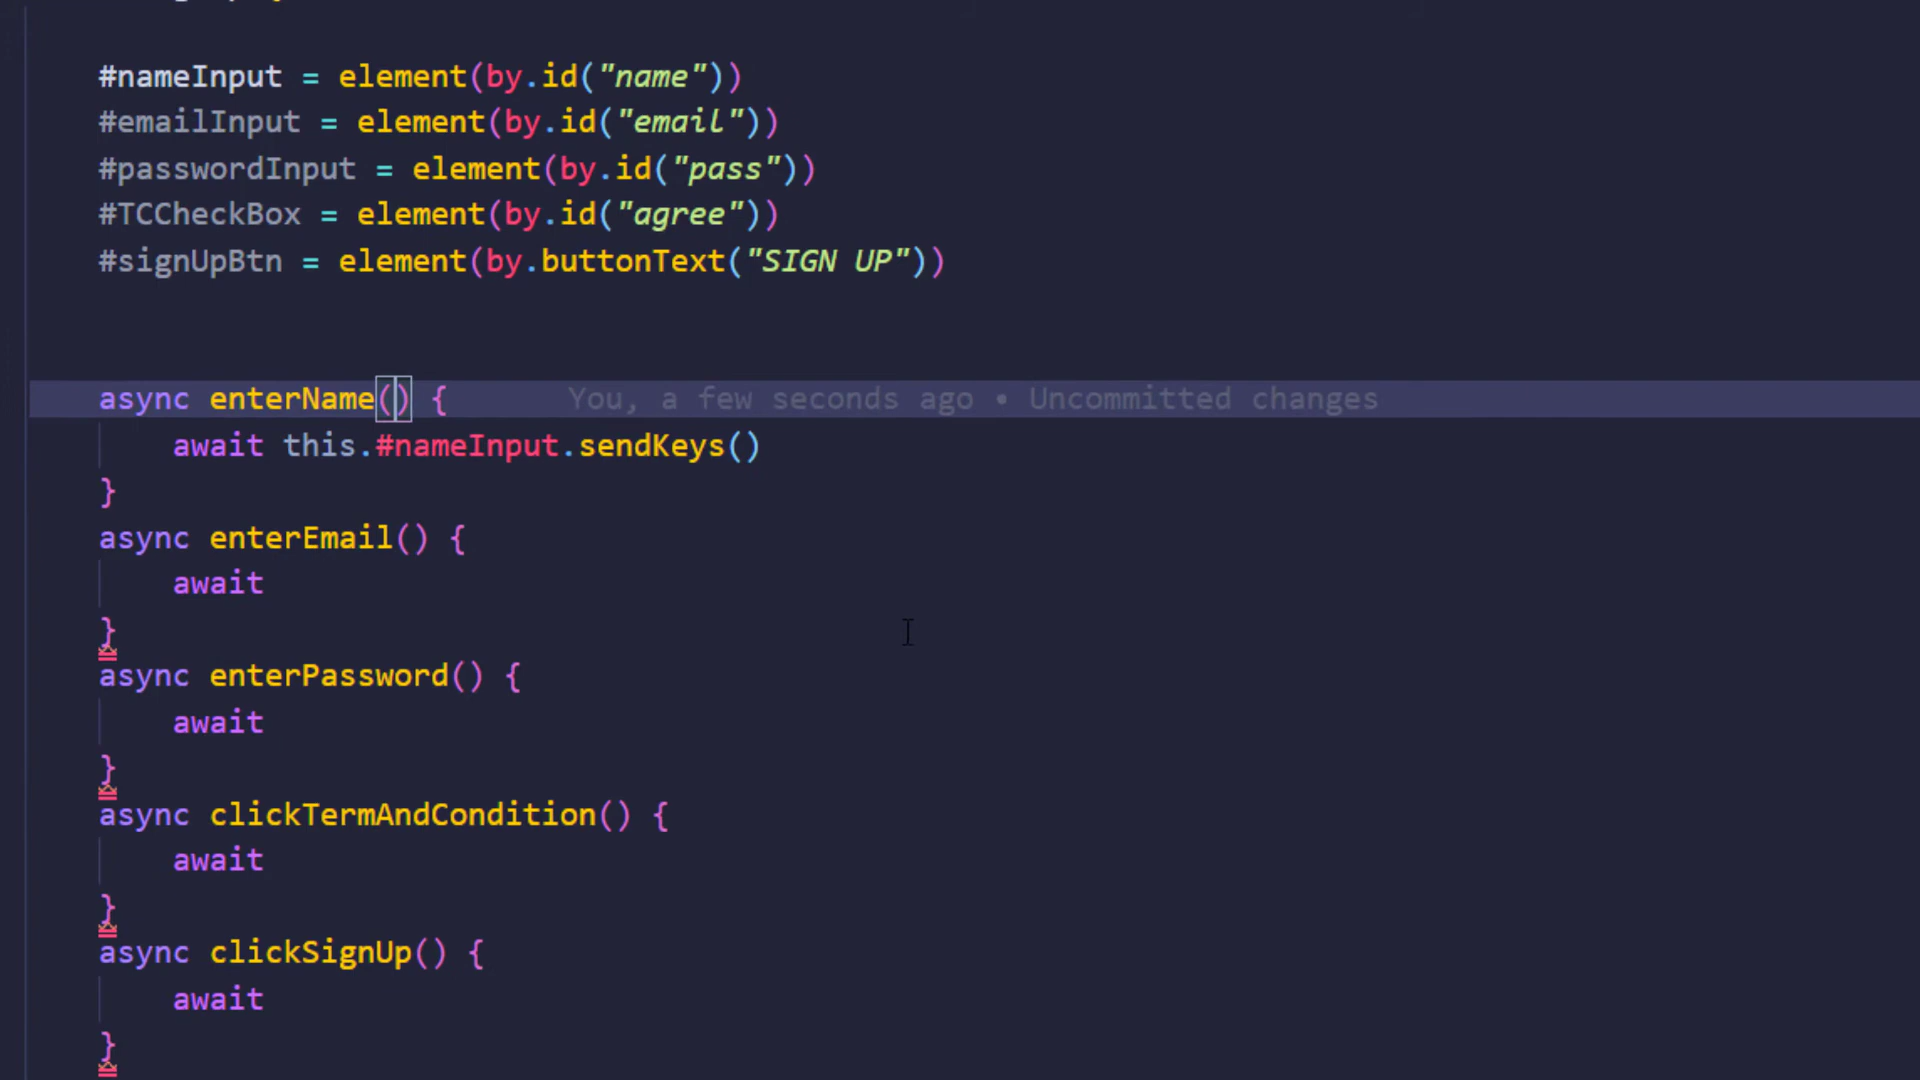 #nameInput = element(by.id("name"))
#emailInput = element(by.id("email"))
#passwordInput = element(by.id("pass"))
#TCCheckBox = element(by.id("agree"))
#signUpBtn = element(by.buttonText("SIGN UP"))
async enterName() { You, a few seconds ago • Uncommitted changes
await this.#nameInput.sendKeys()
}
async enterEmail() {
await
}
async enterPassword() {
await
}
async clickTermAndCondition() {
await
}
async clickSignUp() {
await
}